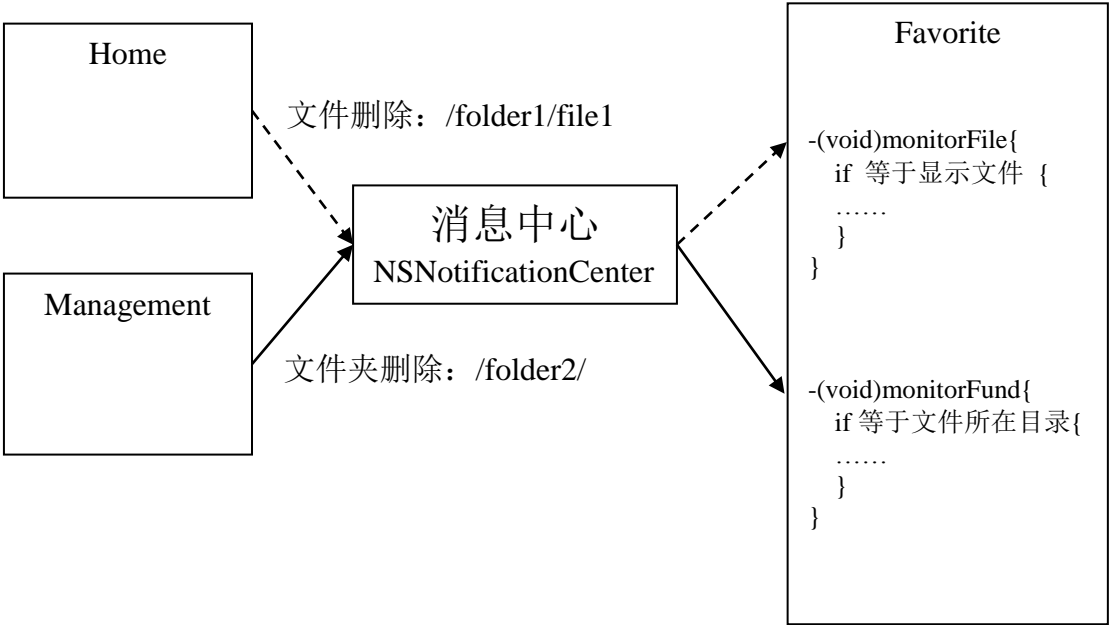 Home
文件删除：/folder1/file1
Management
文件夹删除：/folder2/
消息中心
NSNotificationCenter
Favorite
-(void)monitorFile{
if 等于显示文件 {
……
}
}
-(void)monitorFund{
if 等于文件所在目录{
……
}
}